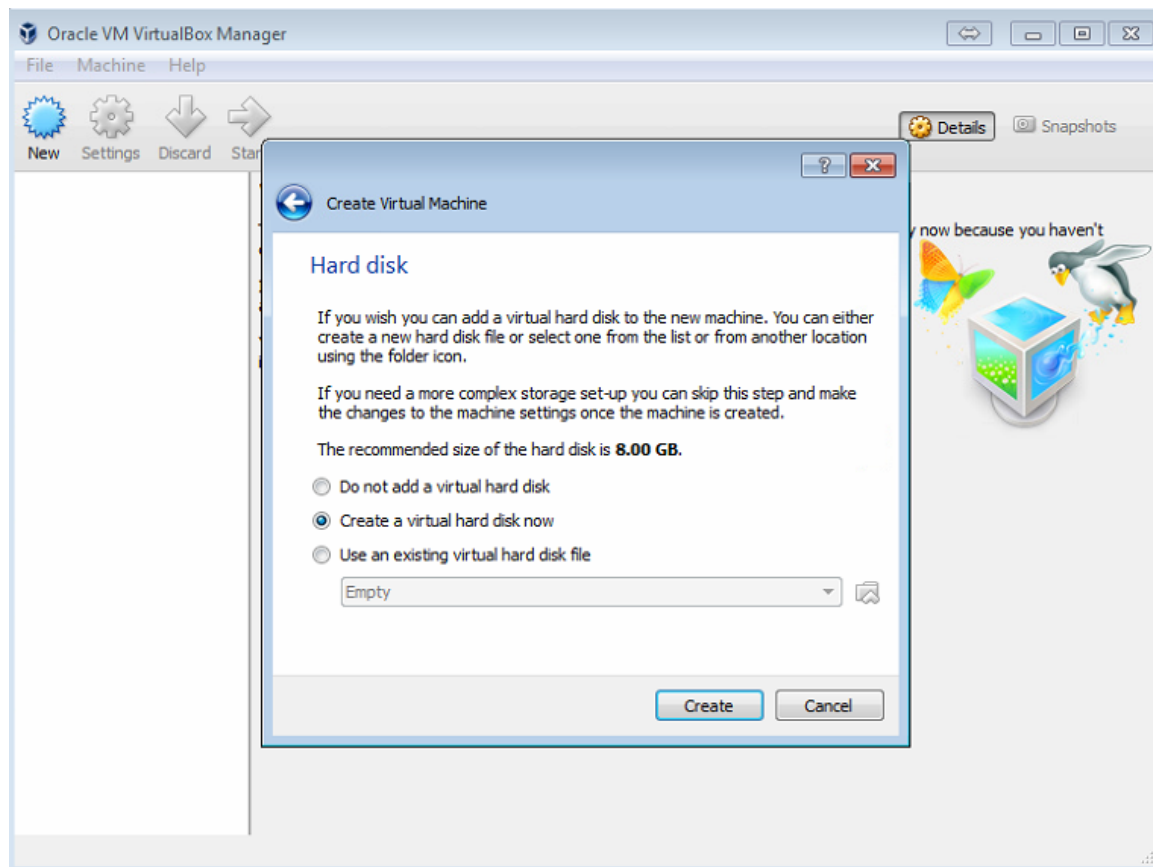 Oracle VM VirtualBox Manager
File Machine Help
New Settings Discard Star
Details Snapshots
Create Virtual Machine
now because you haven't
Hard disk
If you wish you can add a virtual hard disk to the new machine. You can either
create a new hard disk file or select one from the list or from another location
using the folder icon.
If you need a more complex storage set-up you can skip this step and make
the changes to the machine settings once the machine is created.
The recommended size of the hard disk is 8.00 GB.
Do not add a virtual hard disk
Create a virtual hard disk now
Use an existing virtual hard disk file
Empty
Create Cancel